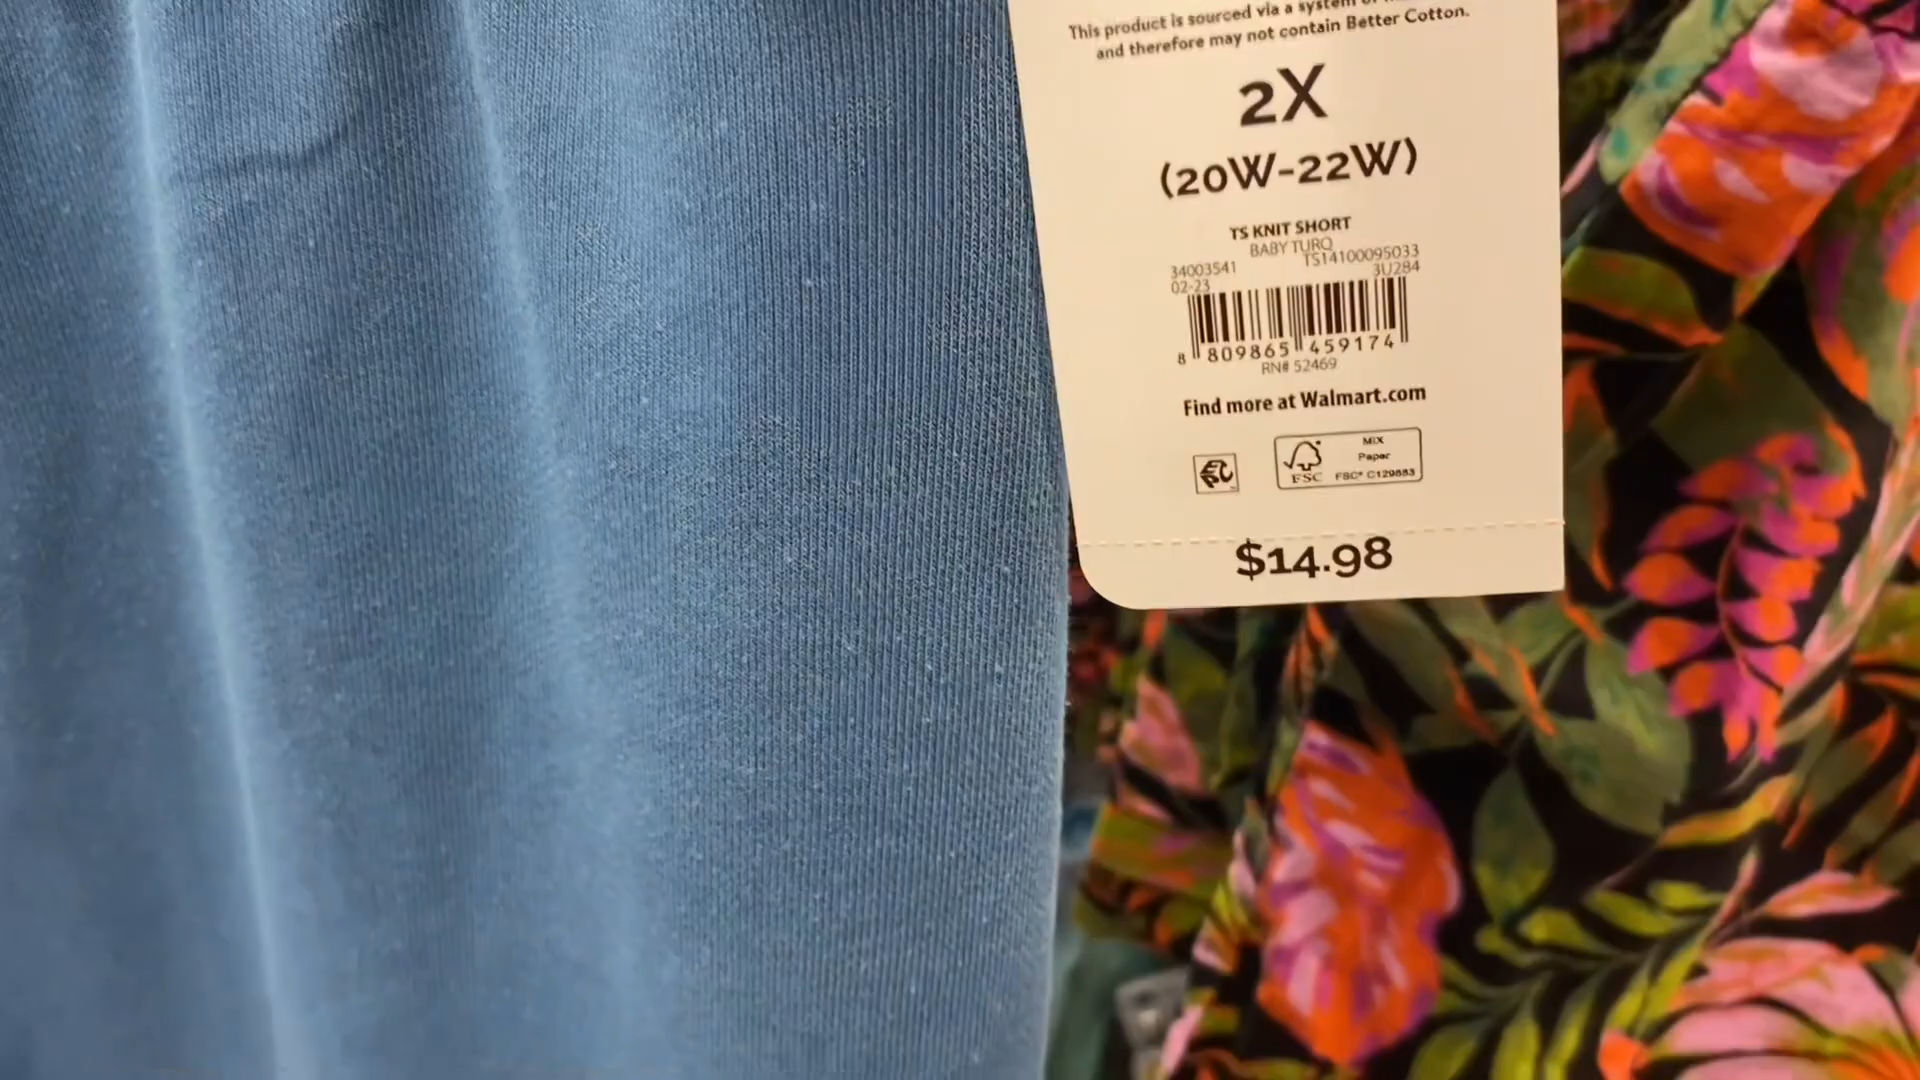 This product is sourced via a system of
and therefore may not contain Better Cotton.
2X
(20W-22W)
TS KNIT SHORT
BABY TURQ
34003541 TS14100095033
02-23 3U284
8 809865 459174
RN# 52469
Find more at Walmart.com
FSC
MIX
Paper
FSC® C129883
$14.98